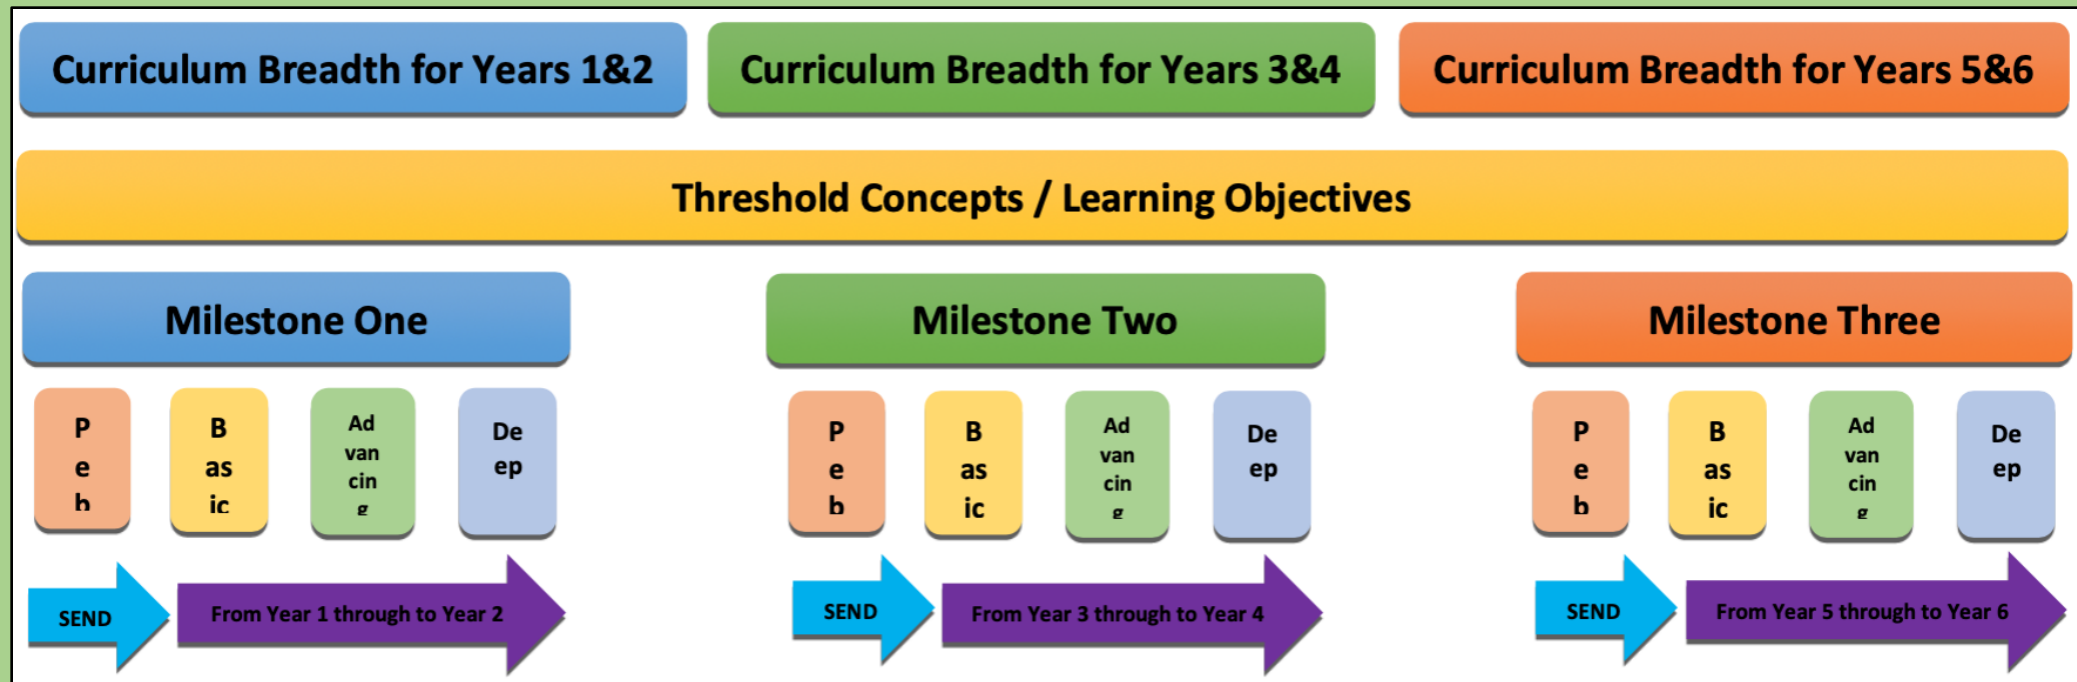 Curriculum Breadth for Years 1&2
Curriculum Breadth for Years 3&4
Curriculum Breadth for Years 5&6
Threshold Concepts / Learning Objectives
Milestone One
Milestone Two
Milestone Three
P
e
b
B
as
ic
Ad
van
cin
g
De
ep
P
e
b
B
as
ic
Ad
van
cin
g
De
ep
P
e
b
B
as
ic
Ad
van
cin
g
De
ep
SEND
From Year 1 through to Year 2
SEND
From Year 3 through to Year 4
SEND
From Year 5 through to Year 6